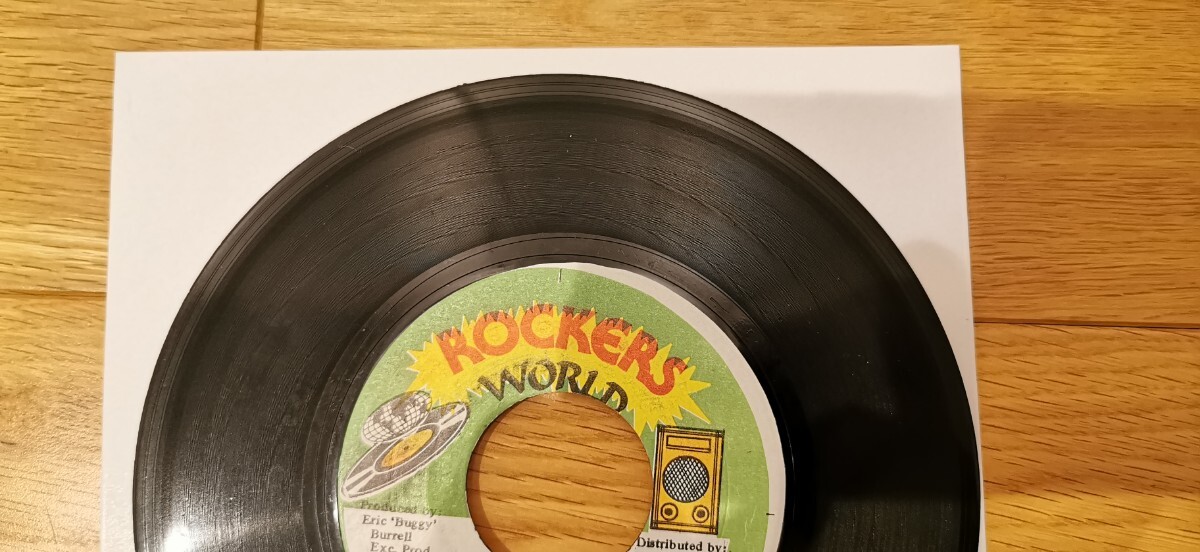 ROCKERS
WORLD
Produced by:
Eric 'Buggy'
Burrell
Exc. Prod
Distributed by: